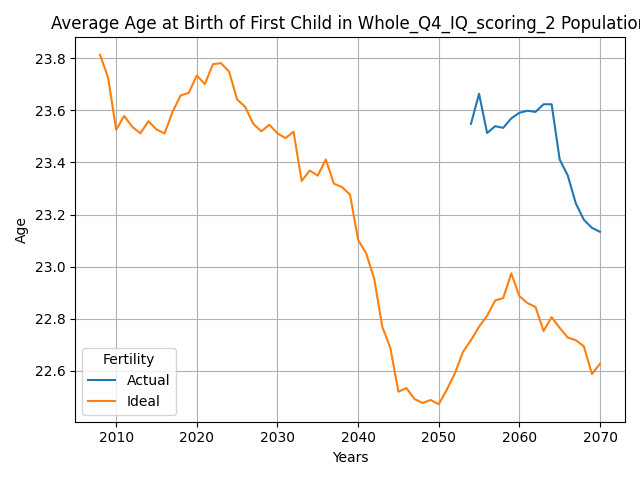 Average Age at Birth of First Child in Whole_Q4_IQ_scoring_2 Population
23.8
23.6
23.4
23.2
23.0
22.8
22.6
Age
Fertility
Actual
Ideal
2010 2020 2030 2040 2050 2060 2070
Years